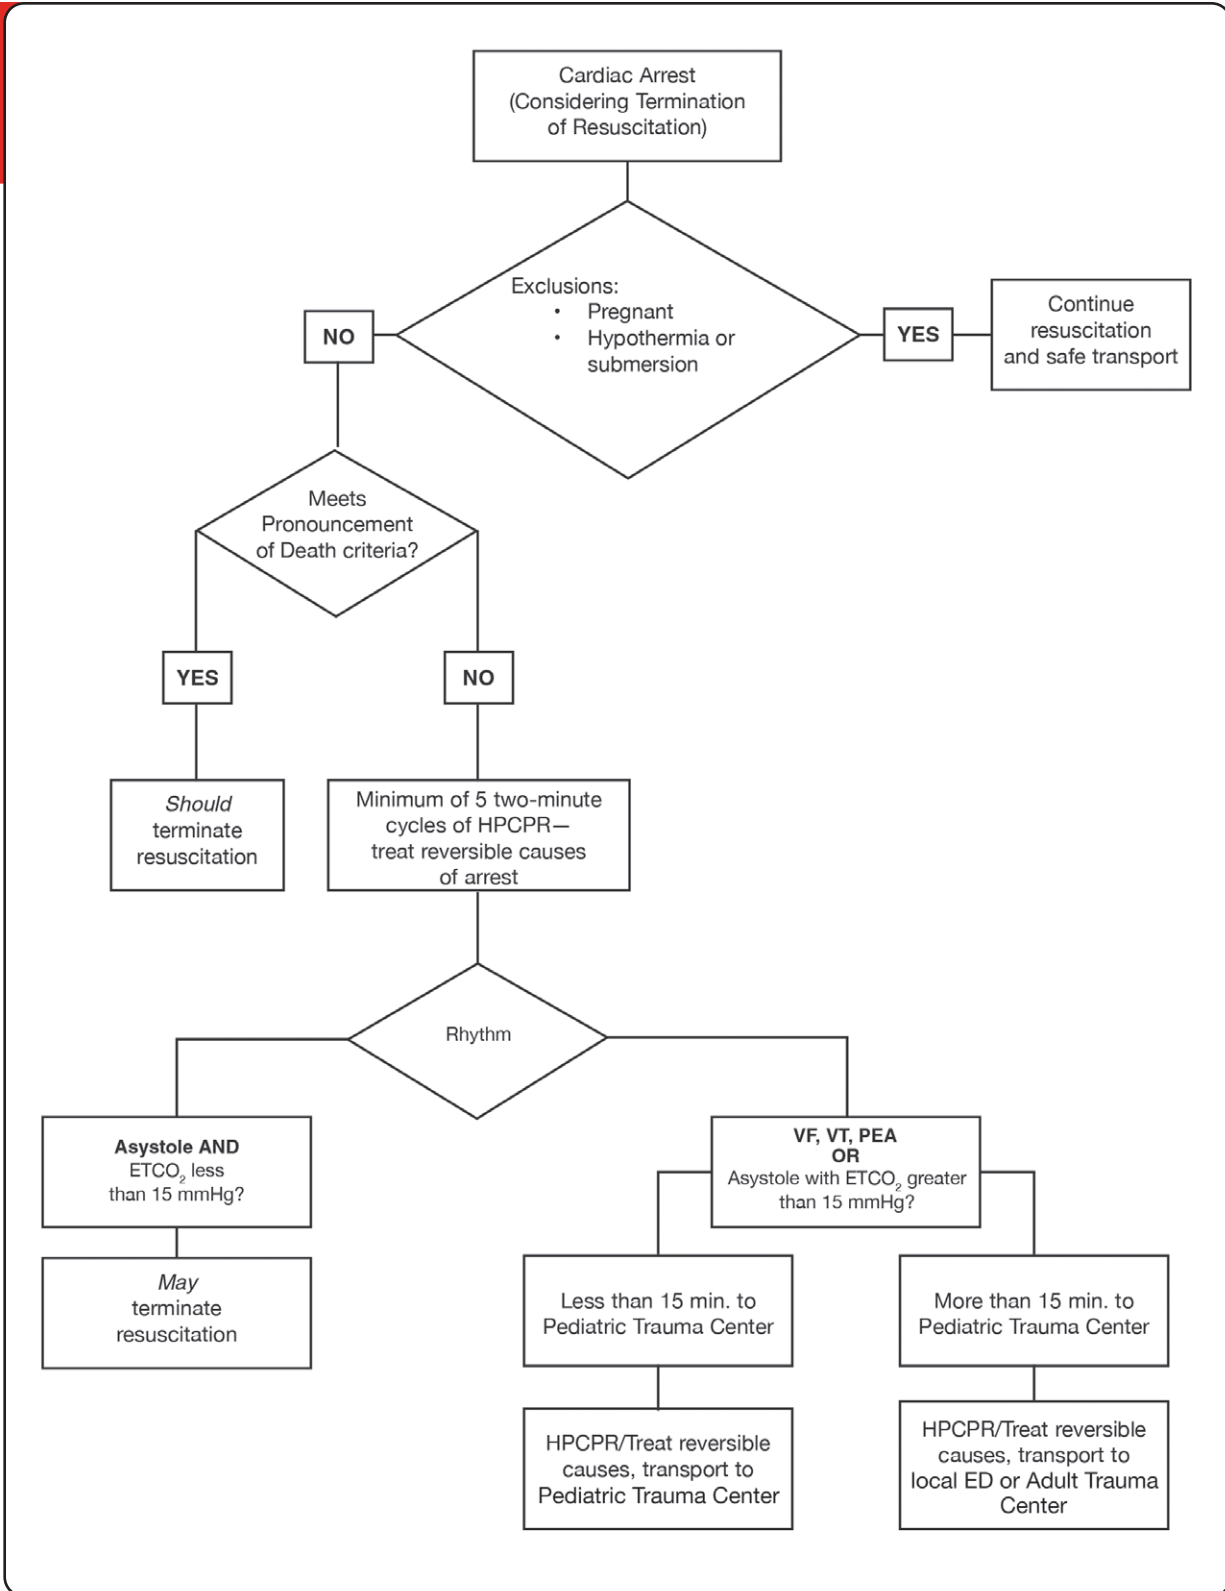 Cardiac Arrest
(Considering Termination
of Resuscitation)
Exclusions:
• Pregnant
• Hypothermia or
submersion
NO
YES
Continue
resuscitation
and safe transport
Meets
Pronouncement
of Death criteria?
YES
NO
Should
terminate
resuscitation
Minimum of 5 two-minute
cycles of HPCPR—
treat reversible causes
of arrest
Rhythm
Asystole AND
ETCO₂ less
than 15 mmHg?
May
terminate
resuscitation
VF, VT, PEA
OR
Asystole with ETCO₂ greater
than 15 mmHg?
Less than 15 min. to
Pediatric Trauma Center
More than 15 min. to
Pediatric Trauma Center
HPCPR/Treat reversible
causes, transport to
Pediatric Trauma Center
HPCPR/Treat reversible
causes, transport to
local ED or Adult Trauma
Center